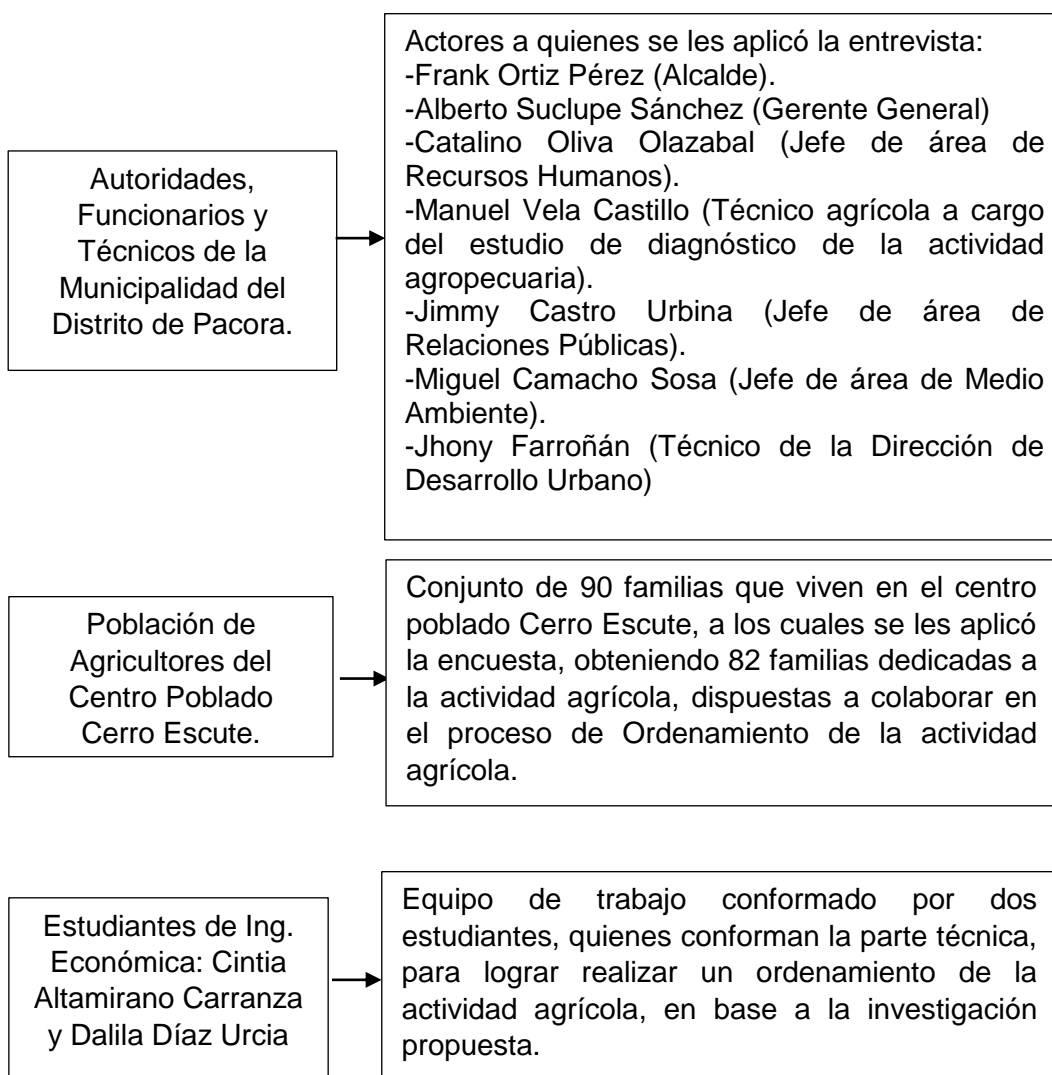 Autoridades,
Funcionarios y
Técnicos de la
Municipalidad del
Distrito de Pacora.
Actores a quienes se les aplicó la entrevista:
-Frank Ortiz Pérez (Alcalde).
-Alberto Suclupe Sánchez (Gerente General)
-Catalino Oliva Olazabal (Jefe de área de
Recursos Humanos).
-Manuel Vela Castillo (Técnico agrícola a cargo
del estudio de diagnóstico de la actividad
agropecuaria).
-Jimmy Castro Urbina (Jefe de área de
Relaciones Públicas).
-Miguel Camacho Sosa (Jefe de área de Medio
Ambiente).
-Jhony Farroñán (Técnico de la Dirección de
Desarrollo Urbano)
Población de
Agricultores del
Centro Poblado
Cerro Escute.
Conjunto de 90 familias que viven en el centro
poblado Cerro Escute, a los cuales se les aplicó
la encuesta, obteniendo 82 familias dedicadas a
la actividad agrícola, dispuestas a colaborar en
el proceso de Ordenamiento de la actividad
agrícola.
Estudiantes de Ing.
Económica: Cintia
Altamirano Carranza
y Dalila Díaz Urcia
Equipo de trabajo conformado por dos
estudiantes, quienes conforman la parte técnica,
para lograr realizar un ordenamiento de la
actividad agrícola, en base a la investigación
propuesta.